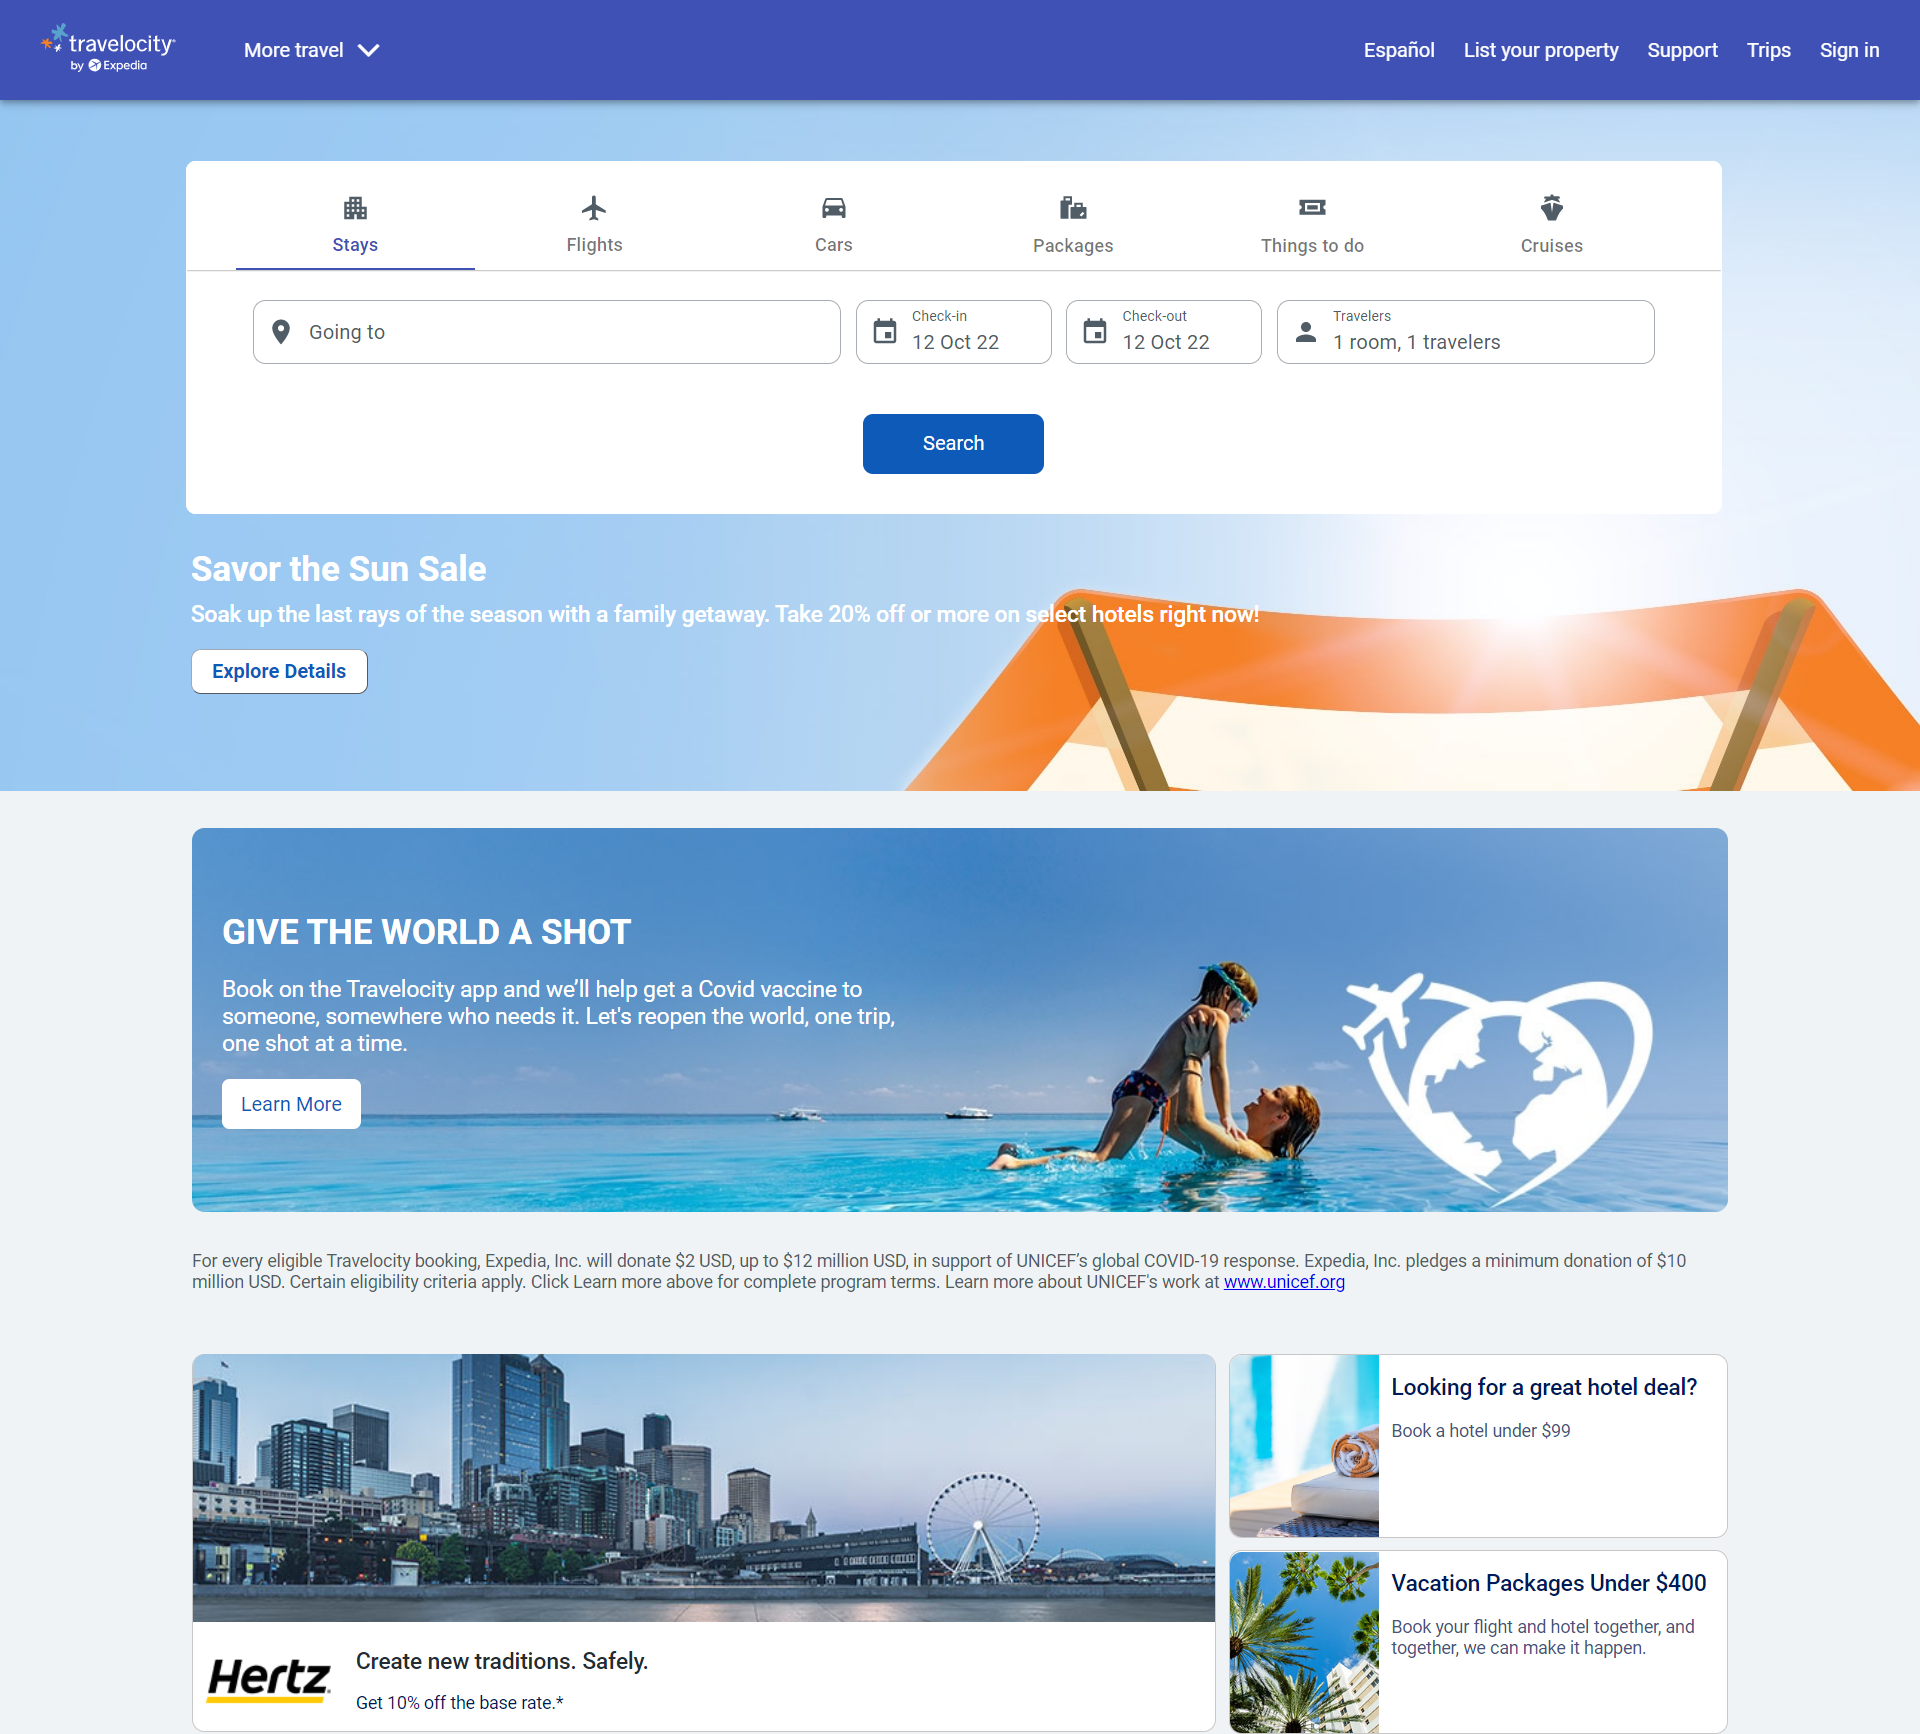 travelocity
by Expedia
More travel
Español
List your property
Support
Trips
Sign in
Stays
Flights
Cars
Packages
Things to do
Cruises
Going to
Check-in
12 Oct 22
Check-out
12 Oct 22
Travelers
1 room, 1 travelers
Search
Savor the Sun Sale
Soak up the last rays of the season with a family getaway. Take 20% off or more on select hotels right now!
Explore Details
GIVE THE WORLD A SHOT
Book on the Travelocity app and we’ll help get a Covid vaccine to
someone, somewhere who needs it. Let's reopen the world, one trip,
one shot at a time.
Learn More
For every eligible Travelocity booking, Expedia, Inc. will donate $2 USD, up to $12 million USD, in support of UNICEF’s global COVID-19 response. Expedia, Inc. pledges a minimum donation of $10
million USD. Certain eligibility criteria apply. Click Learn more above for complete program terms. Learn more about UNICEF's work at www.unicef.org
Hertz
Create new traditions. Safely.
Get 10% off the base rate.*
Looking for a great hotel deal?
Book a hotel under $99
Vacation Packages Under $400
Book your flight and hotel together, and
together, we can make it happen.